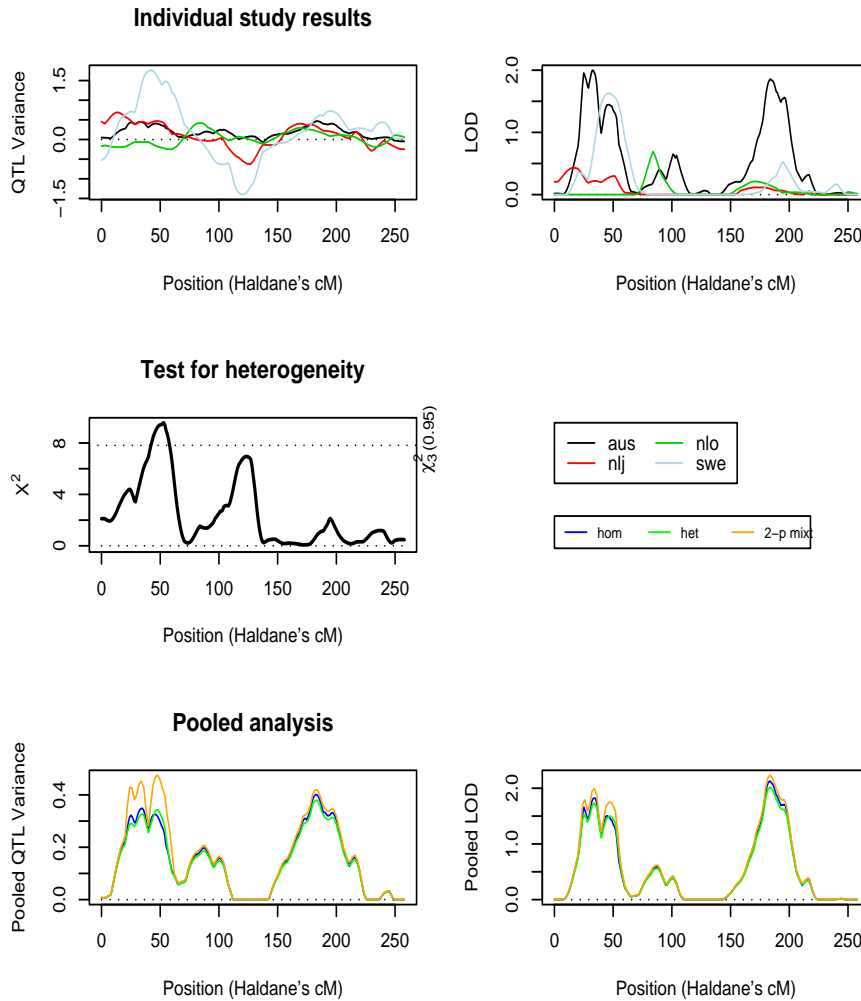 Individual study results
QTL Variance
1.5
0.0
−1.5
0 50 100 150 200 250
Position (Haldane's cM)
LOD
2.0
1.0
0.0
0 50 100 150 200 250
Position (Haldane's cM)
Test for heterogeneity
X²
8
4
0
χ²₃(0.95)
0 50 100 150 200 250
Position (Haldane's cM)
aus nlo
nlj swe
hom het 2−p mixt
Pooled analysis
Pooled QTL Variance
0.4
0.2
0.0
0 50 100 150 200 250
Position (Haldane's cM)
Pooled LOD
2.0
1.0
0.0
0 50 100 150 200 250
Position (Haldane's cM)